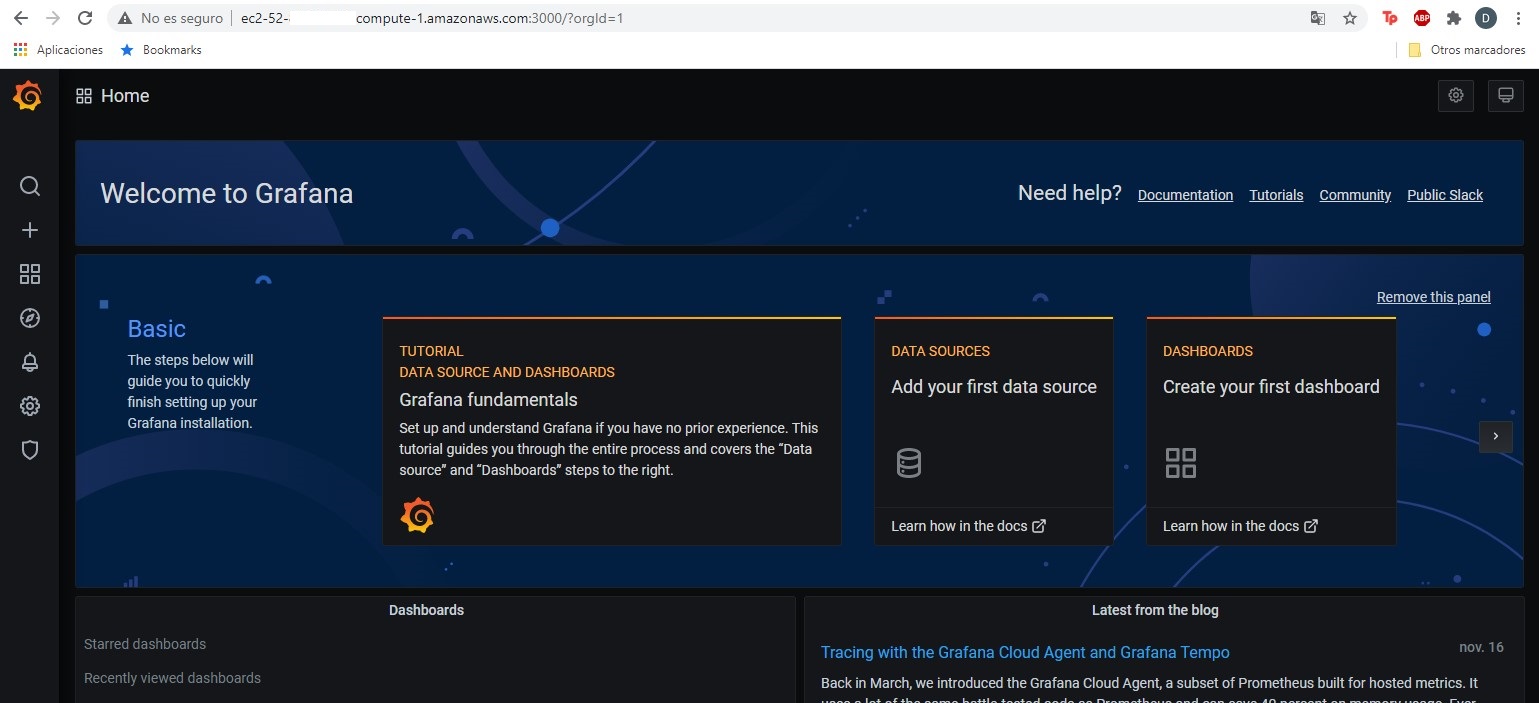 No es seguro
ec2-52- compute-1.amazonaws.com:3000/?orgId=1
ABP
D
Aplicaciones
Bookmarks
Otros marcadores
Home
Welcome to Grafana
Need help? Documentation Tutorials Community Public Slack
Remove this panel
Basic
The steps below will
guide you to quickly
finish setting up your
Grafana installation.
TUTORIAL
DATA SOURCE AND DASHBOARDS
Grafana fundamentals
Set up and understand Grafana if you have no prior experience. This
tutorial guides you through the entire process and covers the “Data
source” and “Dashboards” steps to the right.
DATA SOURCES
Add your first data source
Learn how in the docs
DASHBOARDS
Create your first dashboard
Learn how in the docs
Dashboards
Starred dashboards
Recently viewed dashboards
Latest from the blog
Tracing with the Grafana Cloud Agent and Grafana Tempo
nov. 16
Back in March, we introduced the Grafana Cloud Agent, a subset of Prometheus built for hosted metrics. It